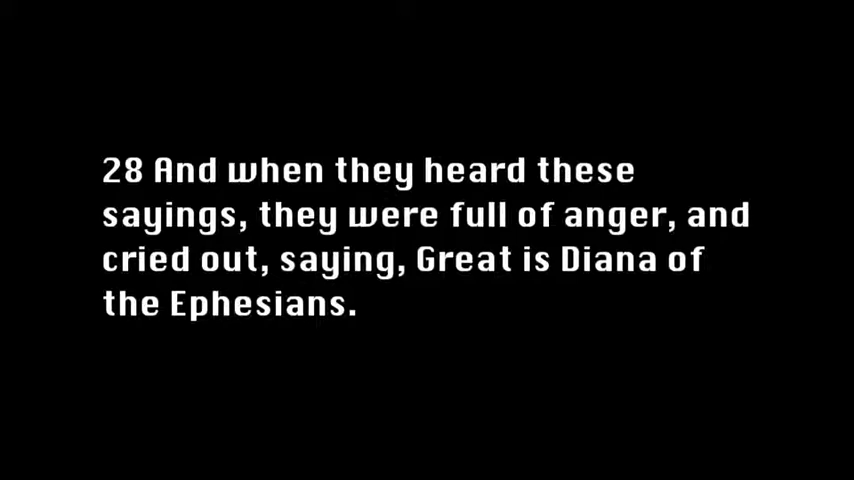 28 And when they heard these
sayings, they were full of anger, and
cried out, saying, Great is Diana of
the Ephesians.